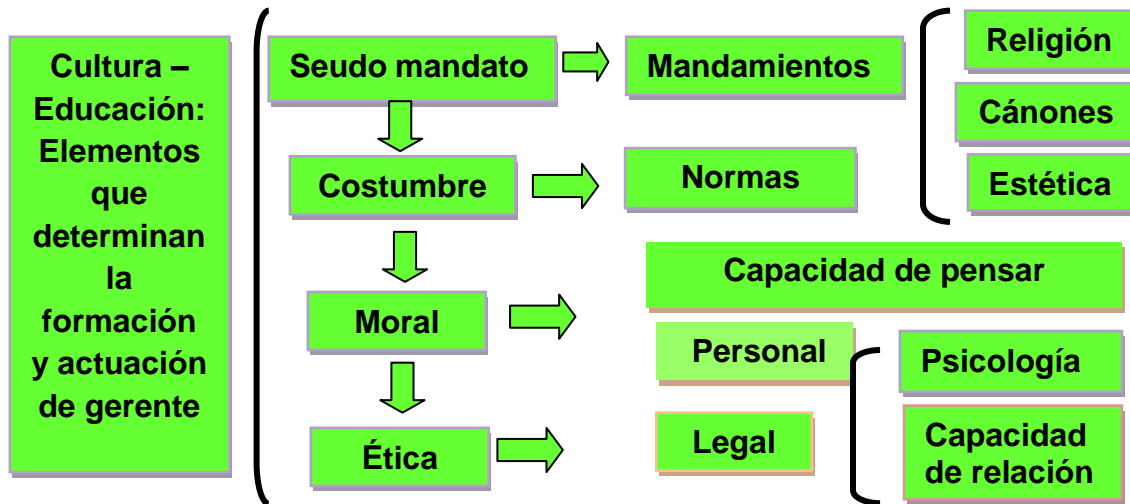 Cultura –
Educación:
Elementos
que
determinan
la
formación
y actuación
de gerente
Seudo mandato
Mandamientos
Religión
Cánones
Estética
Costumbre
Normas
Moral
Capacidad de pensar
Personal
Psicología
Ética
Legal
Capacidad
de relación